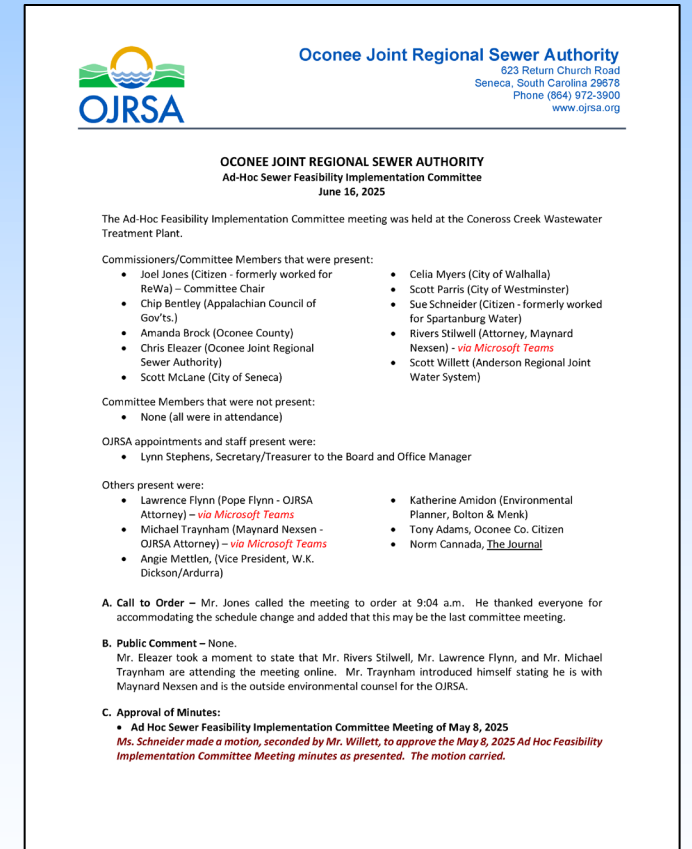 OJRSA
Oconee Joint Regional Sewer Authority
623 Return Church Road
Seneca, South Carolina 29678
Phone (864) 972-3900
www.ojrsa.org
OCONEE JOINT REGIONAL SEWER AUTHORITY
Ad-Hoc Sewer Feasibility Implementation Committee
June 16, 2025
The Ad-Hoc Feasibility Implementation Committee meeting was held at the Coneross Creek Wastewater
Treatment Plant.
Commissioners/Committee Members that were present:
• Joel Jones (Citizen - formerly worked for
ReWa) – Committee Chair
• Chip Bentley (Appalachian Council of
Gov'ts.)
• Amanda Brock (Oconee County)
• Chris Eleazer (Oconee Joint Regional
Sewer Authority)
• Scott McLane (City of Seneca)
• Celia Myers (City of Walhalla)
• Scott Parris (City of Westminster)
• Sue Schneider (Citizen - formerly worked
for Spartanburg Water)
• Rivers Stilwell (Attorney, Maynard
Nexsen) - via Microsoft Teams
• Scott Willett (Anderson Regional Joint
Water System)
Committee Members that were not present:
• None (all were in attendance)
OJRSA appointments and staff present were:
• Lynn Stephens, Secretary/Treasurer to the Board and Office Manager
Others present were:
• Lawrence Flynn (Pope Flynn - OJRSA
Attorney) – via Microsoft Teams
• Michael Traynham (Maynard Nexsen -
OJRSA Attorney) – via Microsoft Teams
• Angie Mettlen, (Vice President, W.K.
Dickson/Ardurra)
• Katherine Amidon (Environmental
Planner, Bolton & Menk)
• Tony Adams, Oconee Co. Citizen
• Norm Cannada, The Journal
A. Call to Order – Mr. Jones called the meeting to order at 9:04 a.m. He thanked everyone for
accommodating the schedule change and added that this may be the last committee meeting.
B. Public Comment – None.
Mr. Eleazer took a moment to state that Mr. Rivers Stilwell, Mr. Lawrence Flynn, and Mr. Michael
Traynham are attending the meeting online. Mr. Traynham introduced himself stating he is with
Maynard Nexsen and is the outside environmental counsel for the OJRSA.
C. Approval of Minutes:
• Ad Hoc Sewer Feasibility Implementation Committee Meeting of May 8, 2025
Ms. Schneider made a motion, seconded by Mr. Willett, to approve the May 8, 2025 Ad Hoc Feasibility
Implementation Committee Meeting minutes as presented. The motion carried.